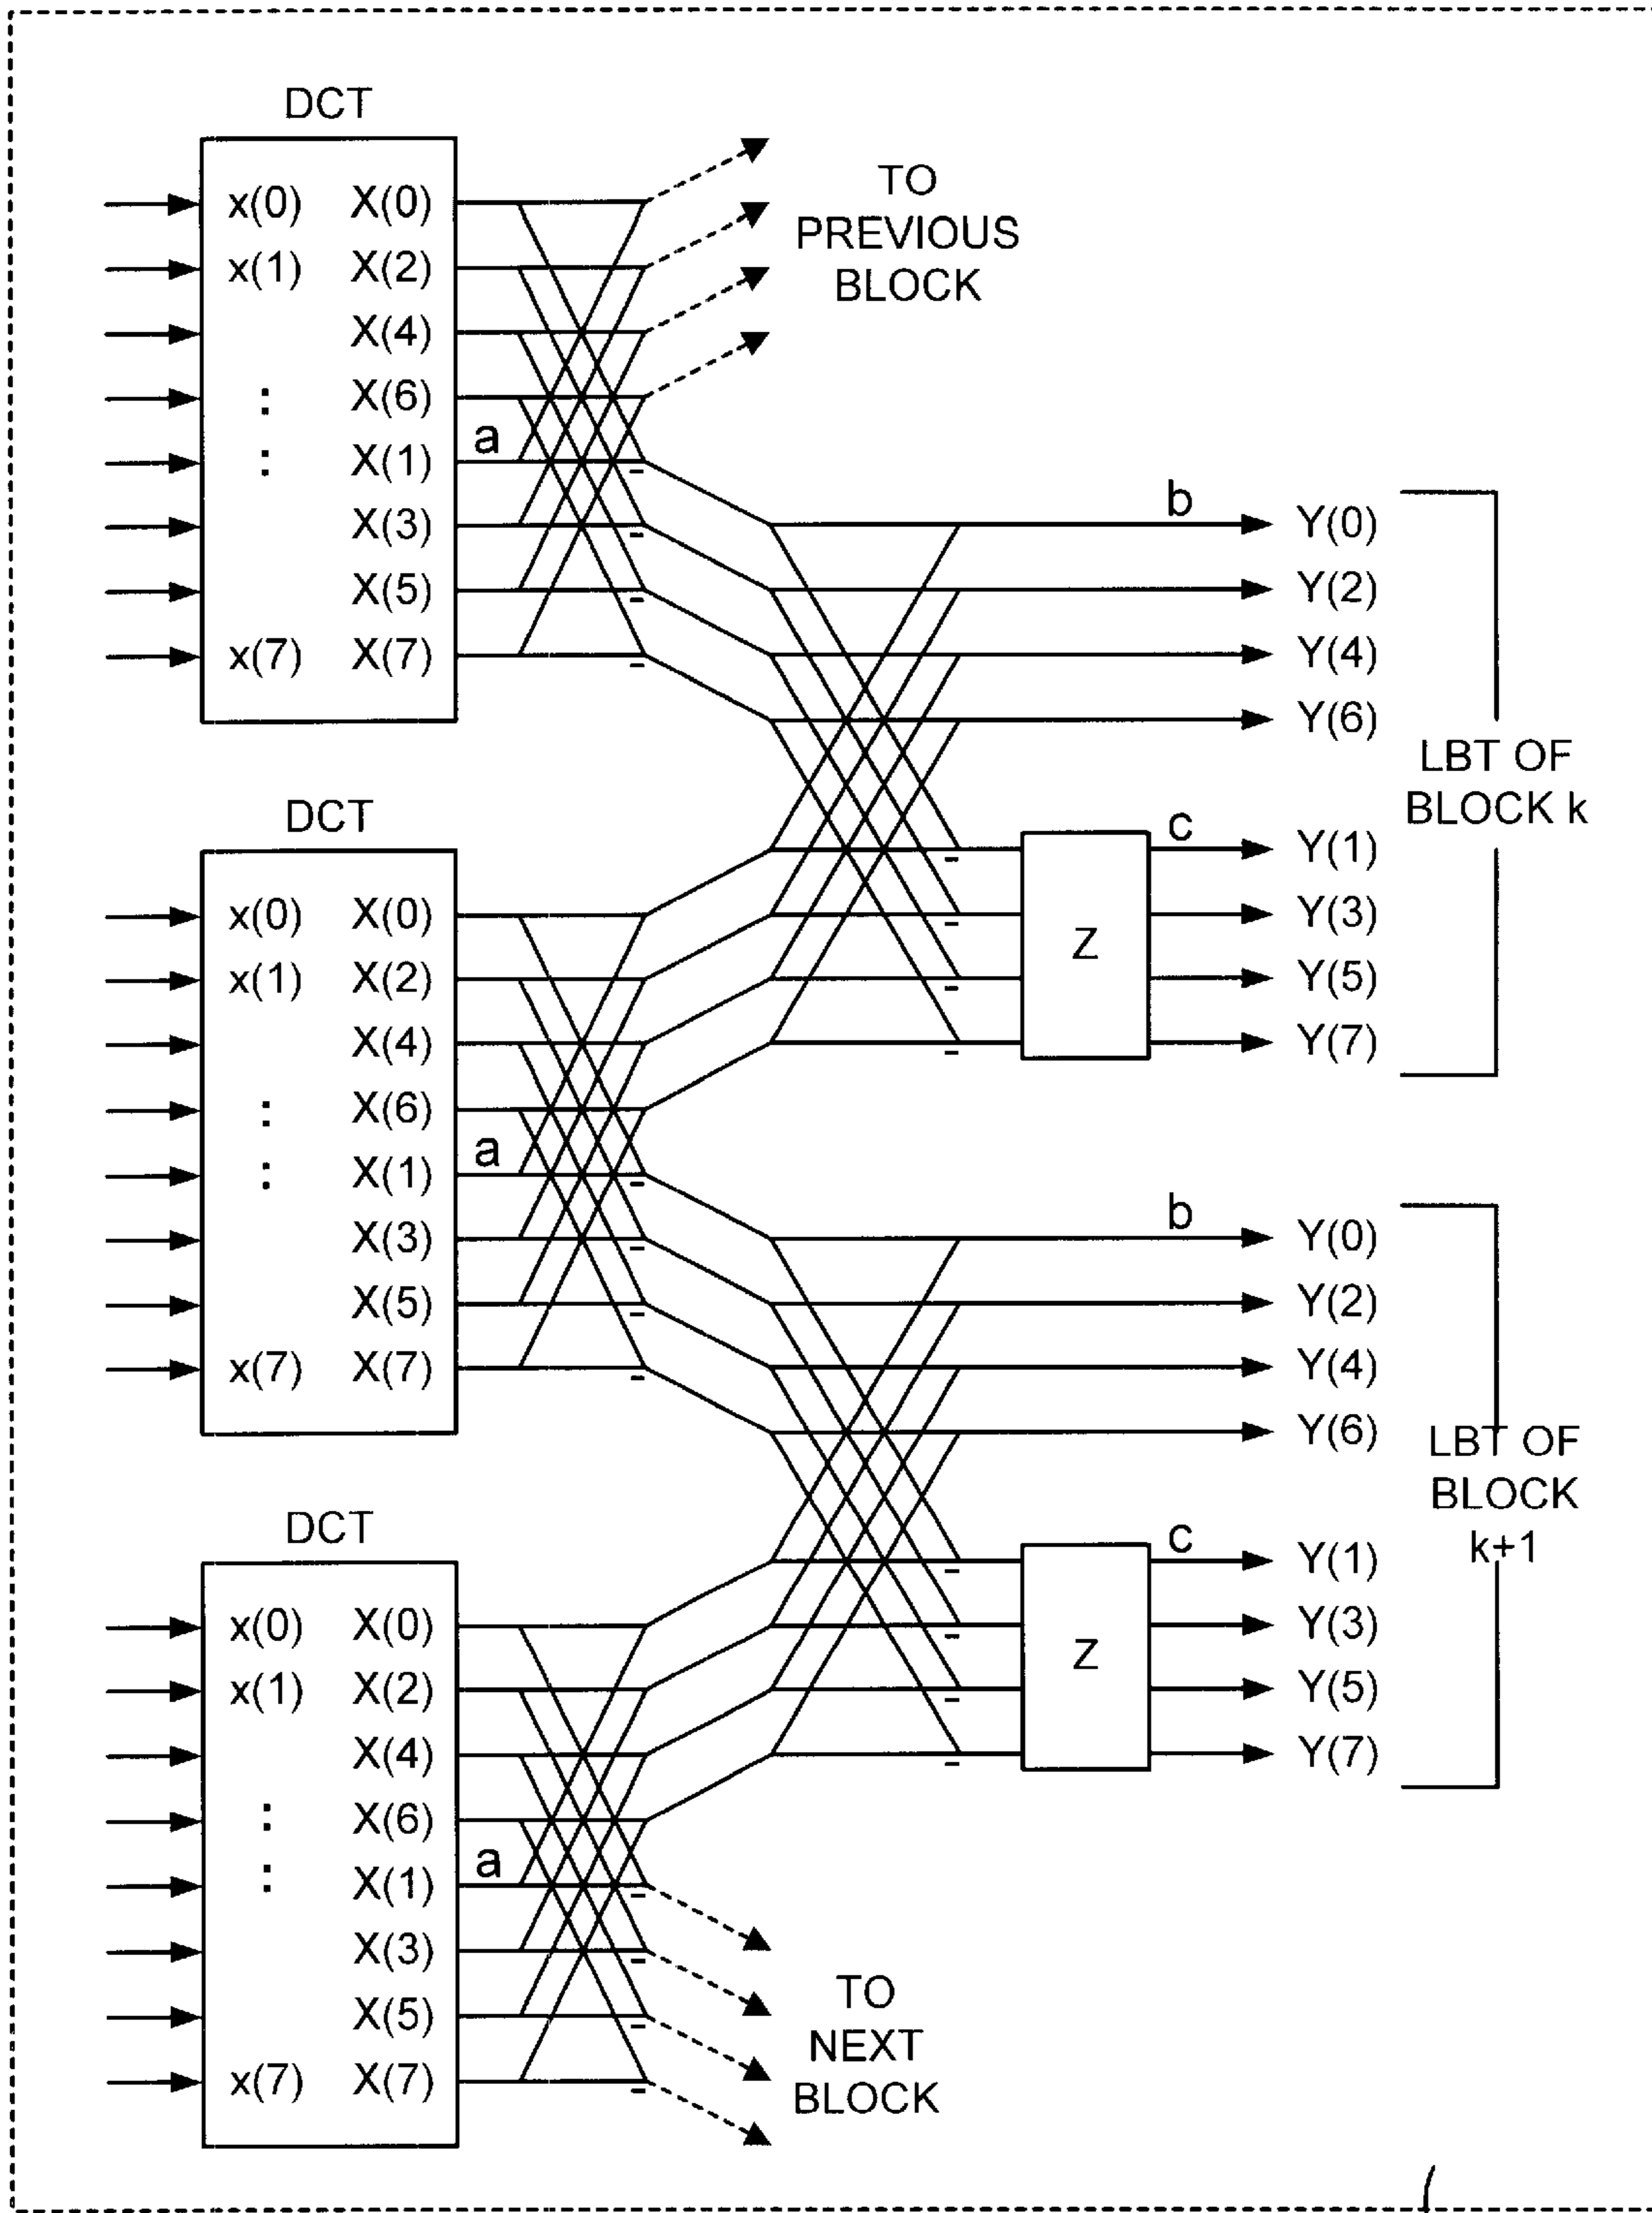 DCT
x(0) X(0)
x(1) X(2)
X(4)
: X(6)
: X(1) a
X(3)
X(5)
x(7) X(7)
TO
PREVIOUS
BLOCK
b Y(0)
Y(2)
Y(4)
Y(6)
c Y(1)
Y(3)
Y(5)
Y(7)
Z
LBT OF
BLOCK k
DCT
x(0) X(0)
x(1) X(2)
X(4)
: X(6)
: X(1) a
X(3)
X(5)
x(7) X(7)
b Y(0)
Y(2)
Y(4)
Y(6)
c Y(1)
Y(3)
Y(5)
Y(7)
Z
LBT OF
BLOCK
k+1
DCT
x(0) X(0)
x(1) X(2)
X(4)
: X(6)
: X(1) a
X(3)
X(5)
x(7) X(7)
TO
NEXT
BLOCK